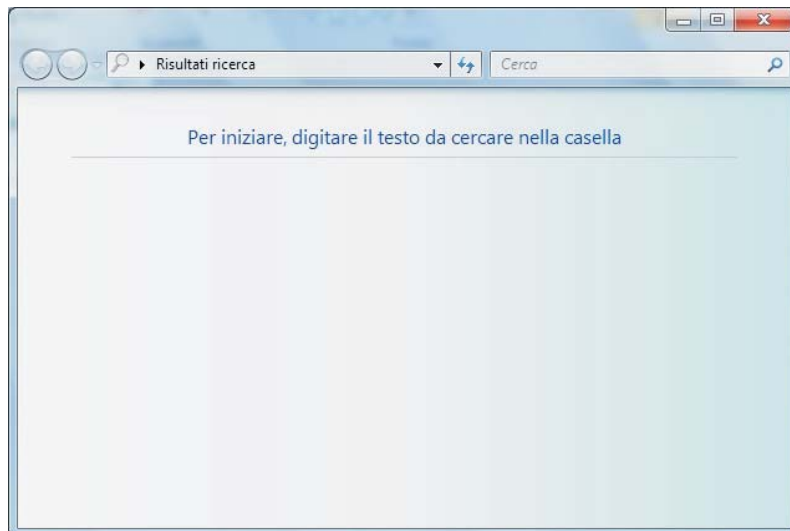 Risultati ricerca
Cerca
Per iniziare, digitare il testo da cercare nella casella